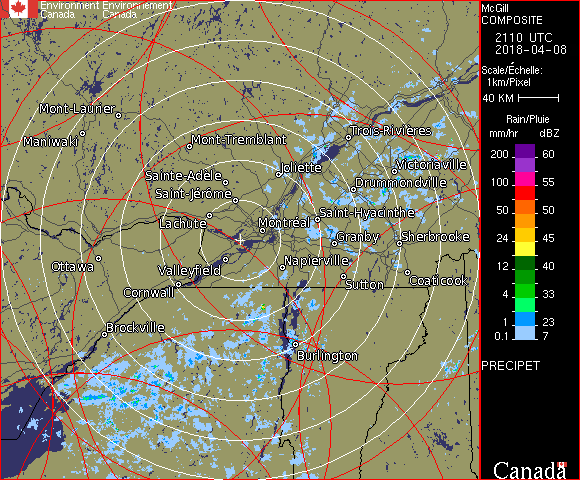 Environment Environnement
Canada Canada
McGill
COMPOSITE
2110 UTC
2018-04-08
Scale/Échelle:
1km/Pixel
40 KM
Rain/Pluie
mm/hr dBZ
200 60
100 55
50 50
24 45
12 40
4 33
1 23
0.1 7
PRECIPET
Canada
Mont-Laurier
Trois-Rivières
Maniwaki
Mont-Tremblant
Victoriaville
Joliette
Sainte-Adèle
Drummondville
Saint-Jérôme
Saint-Hyacinthe
Lachute
Montréal
Granby
Sherbrooke
Ottawa
Valleyfield
Napierville
Coaticook
Cornwall
Sutton
Brockville
Burlington